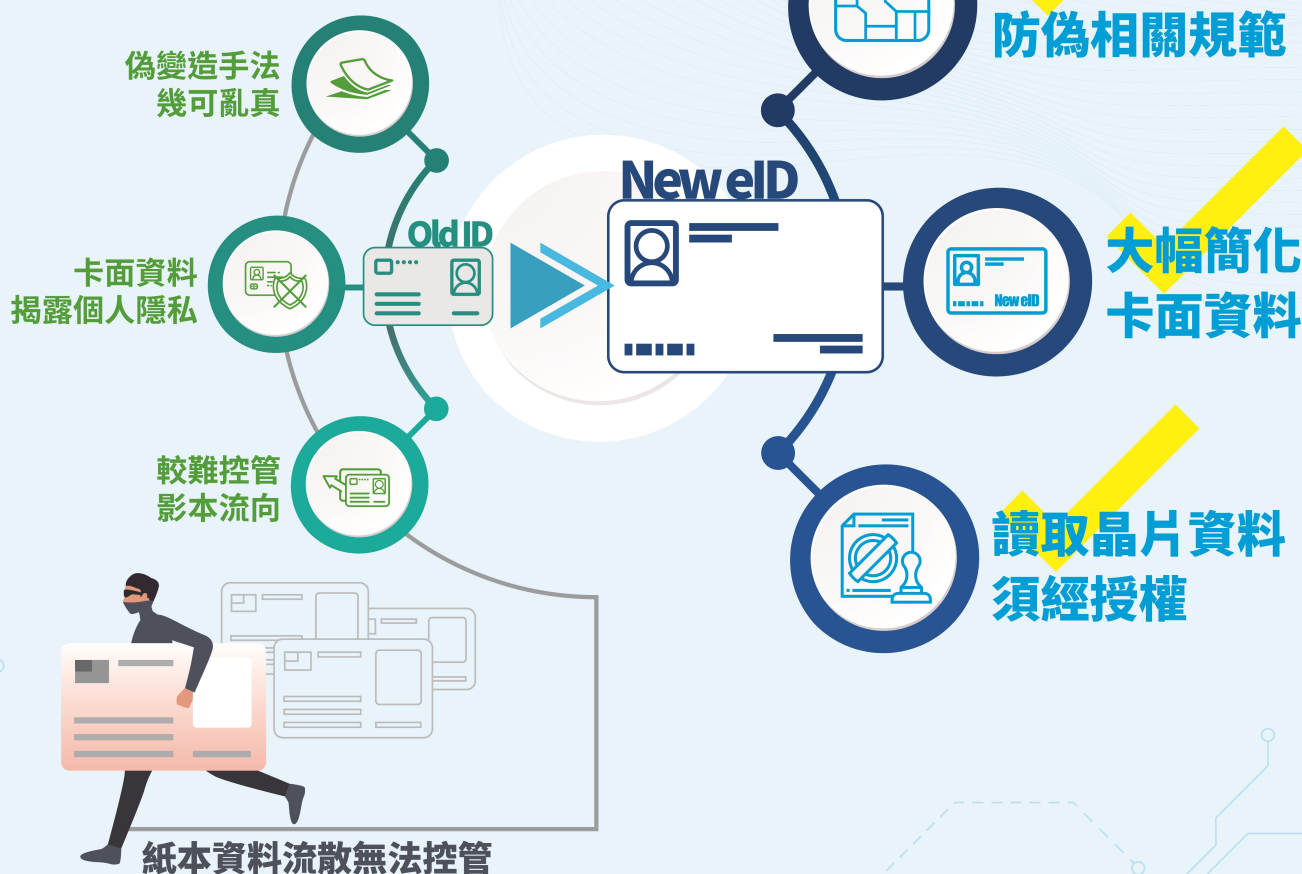 偽變造手法
幾可亂真
卡面資料
揭露個人隱私
較難控管
影本流向
Old ID
New eID
防偽相關規範
New eID
大幅簡化
卡面資料
讀取晶片資料
須經授權
紙本資料流散無法控管